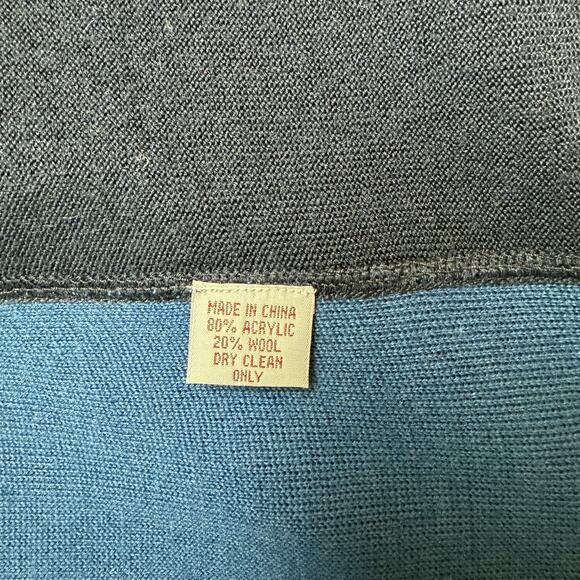 MADE IN CHINA
80% ACRYLIC
20% WOOL
DRY CLEAN
ONLY